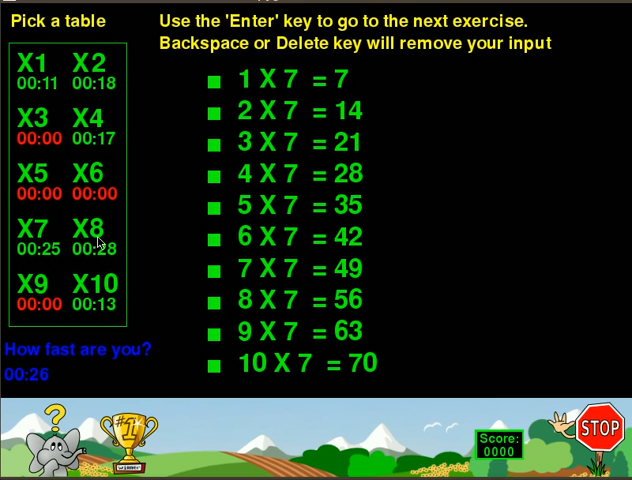 Pick a table
Use the 'Enter' key to go to the next exercise.
Backspace or Delete key will remove your input
X1 X2
00:11 00:18
X3 X4
00:00 00:17
X5 X6
00:00 00:00
X7 X8
00:25 00:28
X9 X10
00:00 00:13
1 X 7 = 7
2 X 7 = 14
3 X 7 = 21
4 X 7 = 28
5 X 7 = 35
6 X 7 = 42
7 X 7 = 49
8 X 7 = 56
9 X 7 = 63
10 X 7 = 70
How fast are you?
00:26
?
#1
WINNER
Score:
0000
STOP